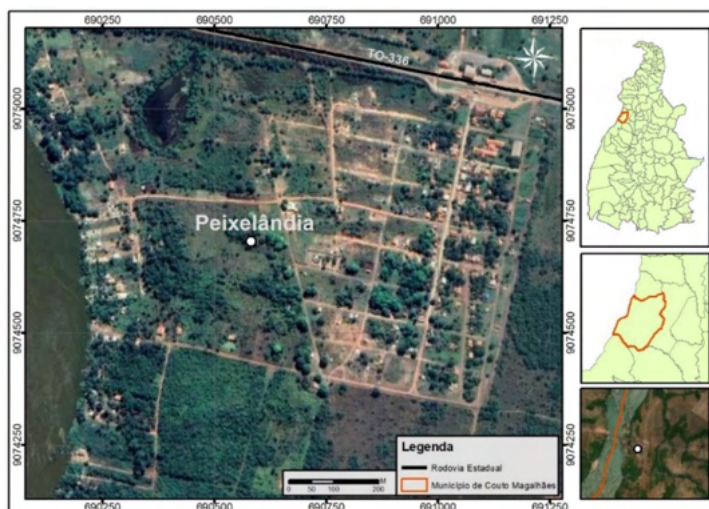 690250 690500 690750 691000 691250
TO-336
9075000 9075000
9074750 9074750
Peixelândia
9074500 9074500
9074250 9074250
Legenda
Rodovia Estadual
Município de Couto Magalhães
0 50 100 200 M
690250 690500 690750 691000 691250